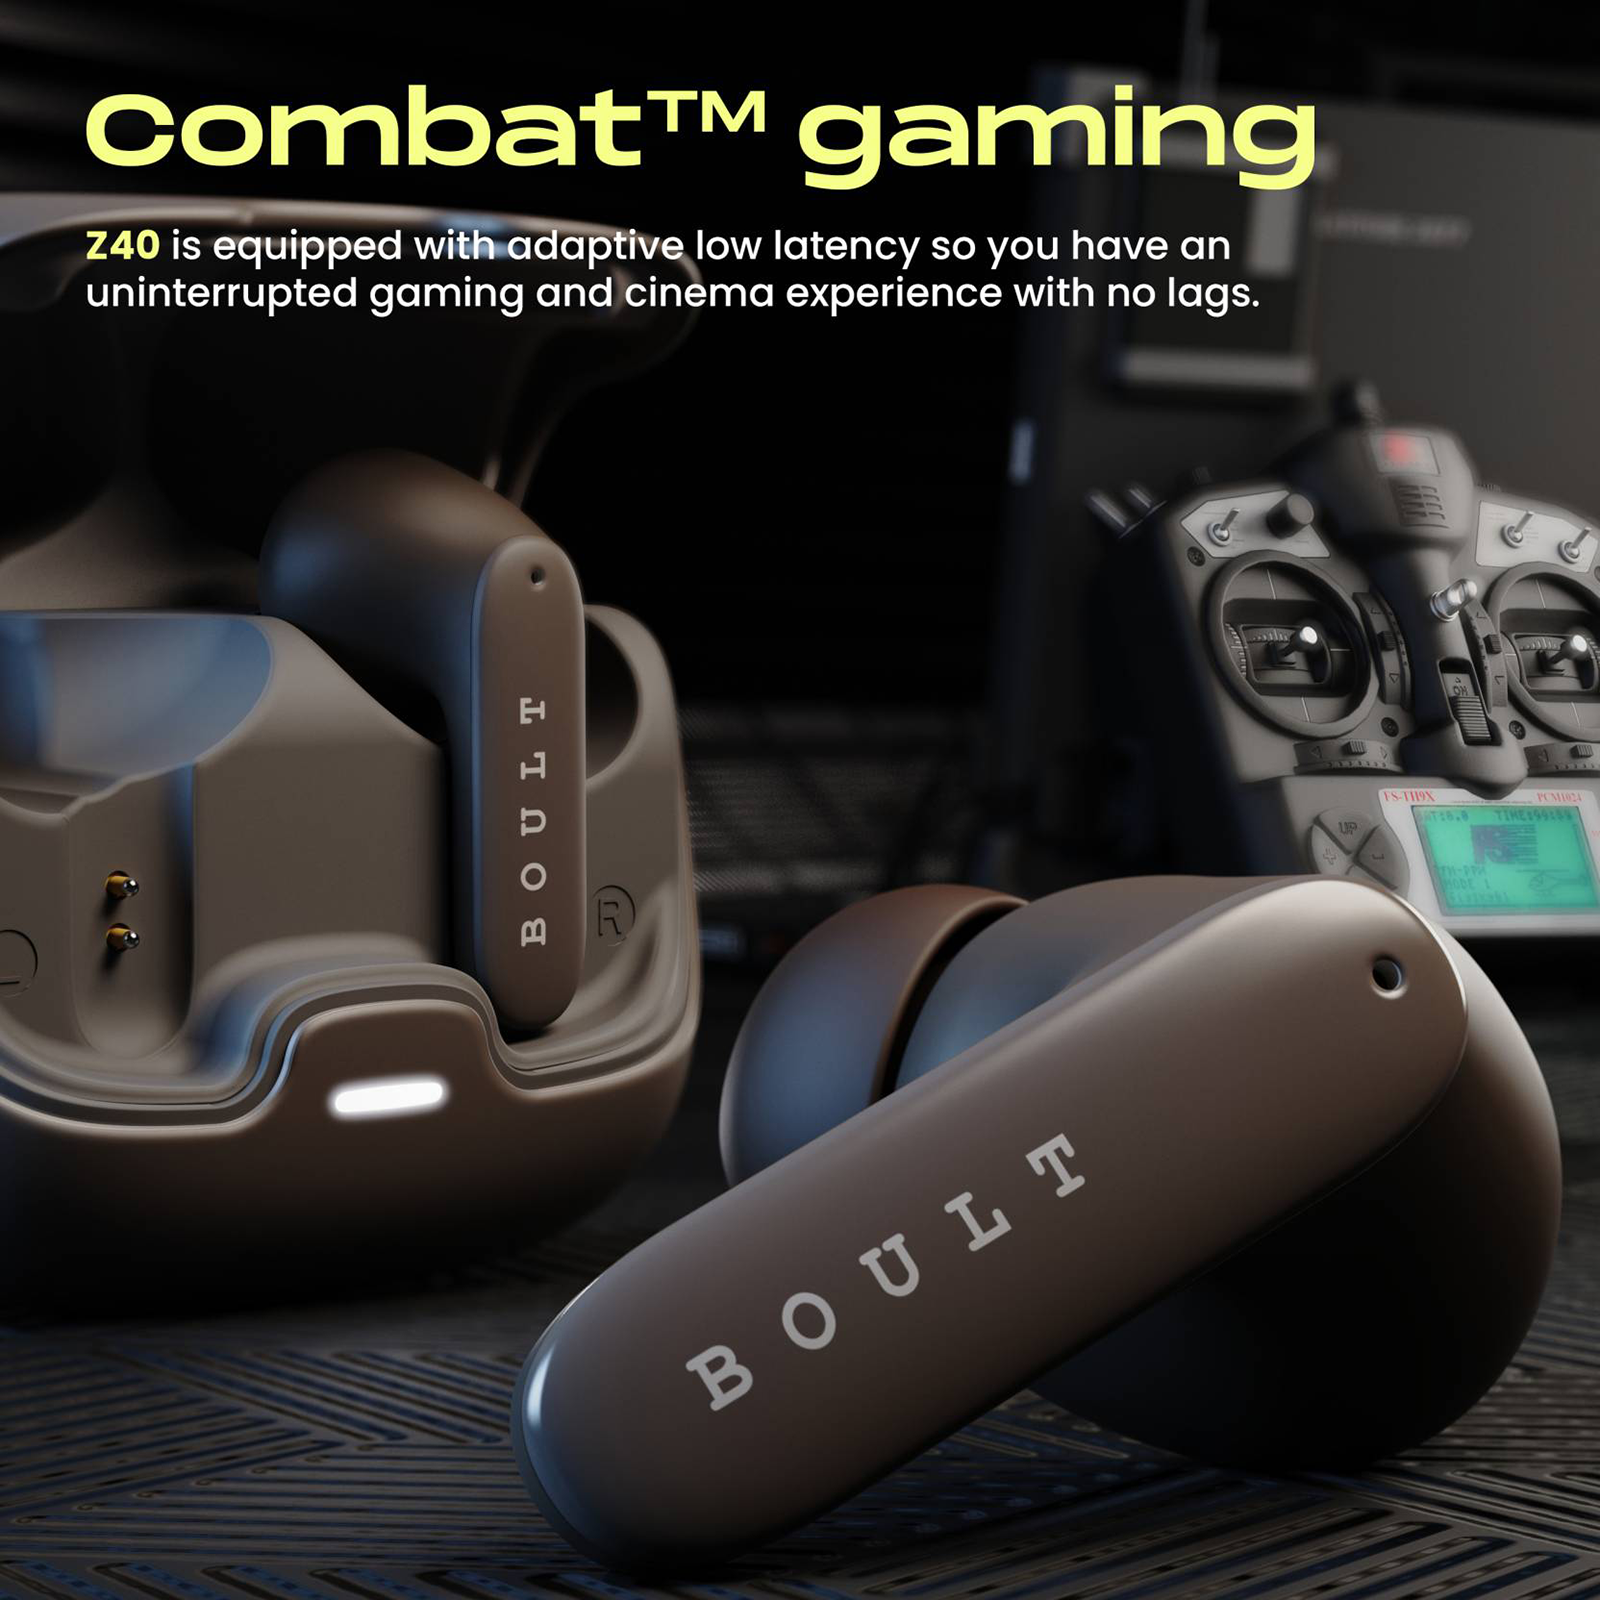 Combat™ gaming
Z40 is equipped with adaptive low latency so you have an
uninterrupted gaming and cinema experience with no lags.
BOULT
R
FS-TH9X
PCM1024
UP
BOULT